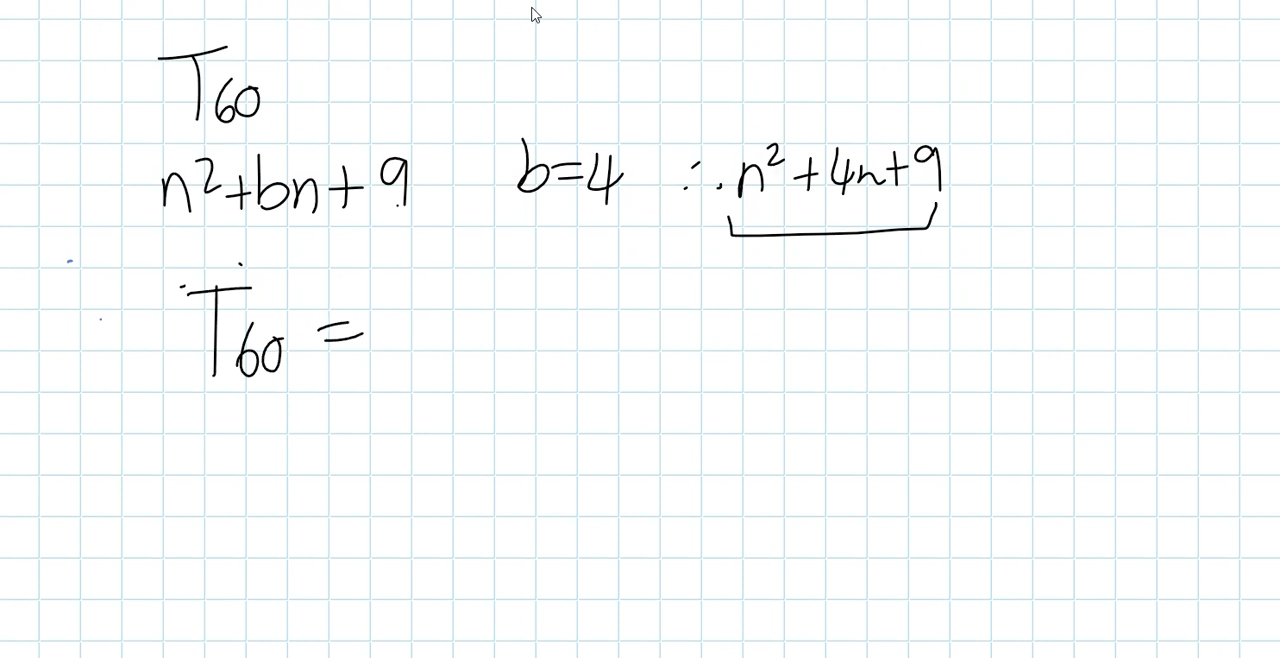 T₆₀
n²+bn+9 b=4 ∴ n²+4n+9
T₆₀ =